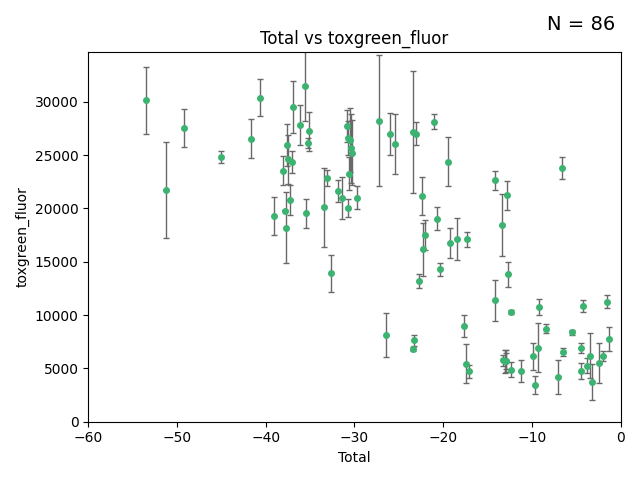 N = 86
Total vs toxgreen_fluor
toxgreen_fluor
30000
25000
20000
15000
10000
5000
0
−60 −50 −40 −30 −20 −10 0
Total